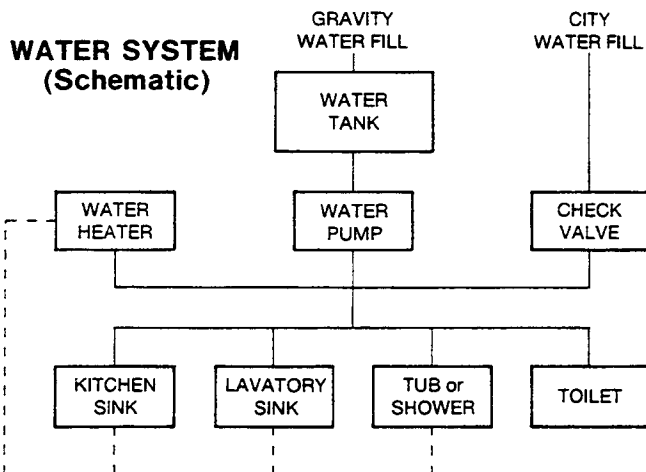 WATER SYSTEM
(Schematic)
GRAVITY
WATER FILL
CITY
WATER FILL
WATER
TANK
WATER
HEATER
WATER
PUMP
CHECK
VALVE
KITCHEN
SINK
LAVATORY
SINK
TUB or
SHOWER
TOILET